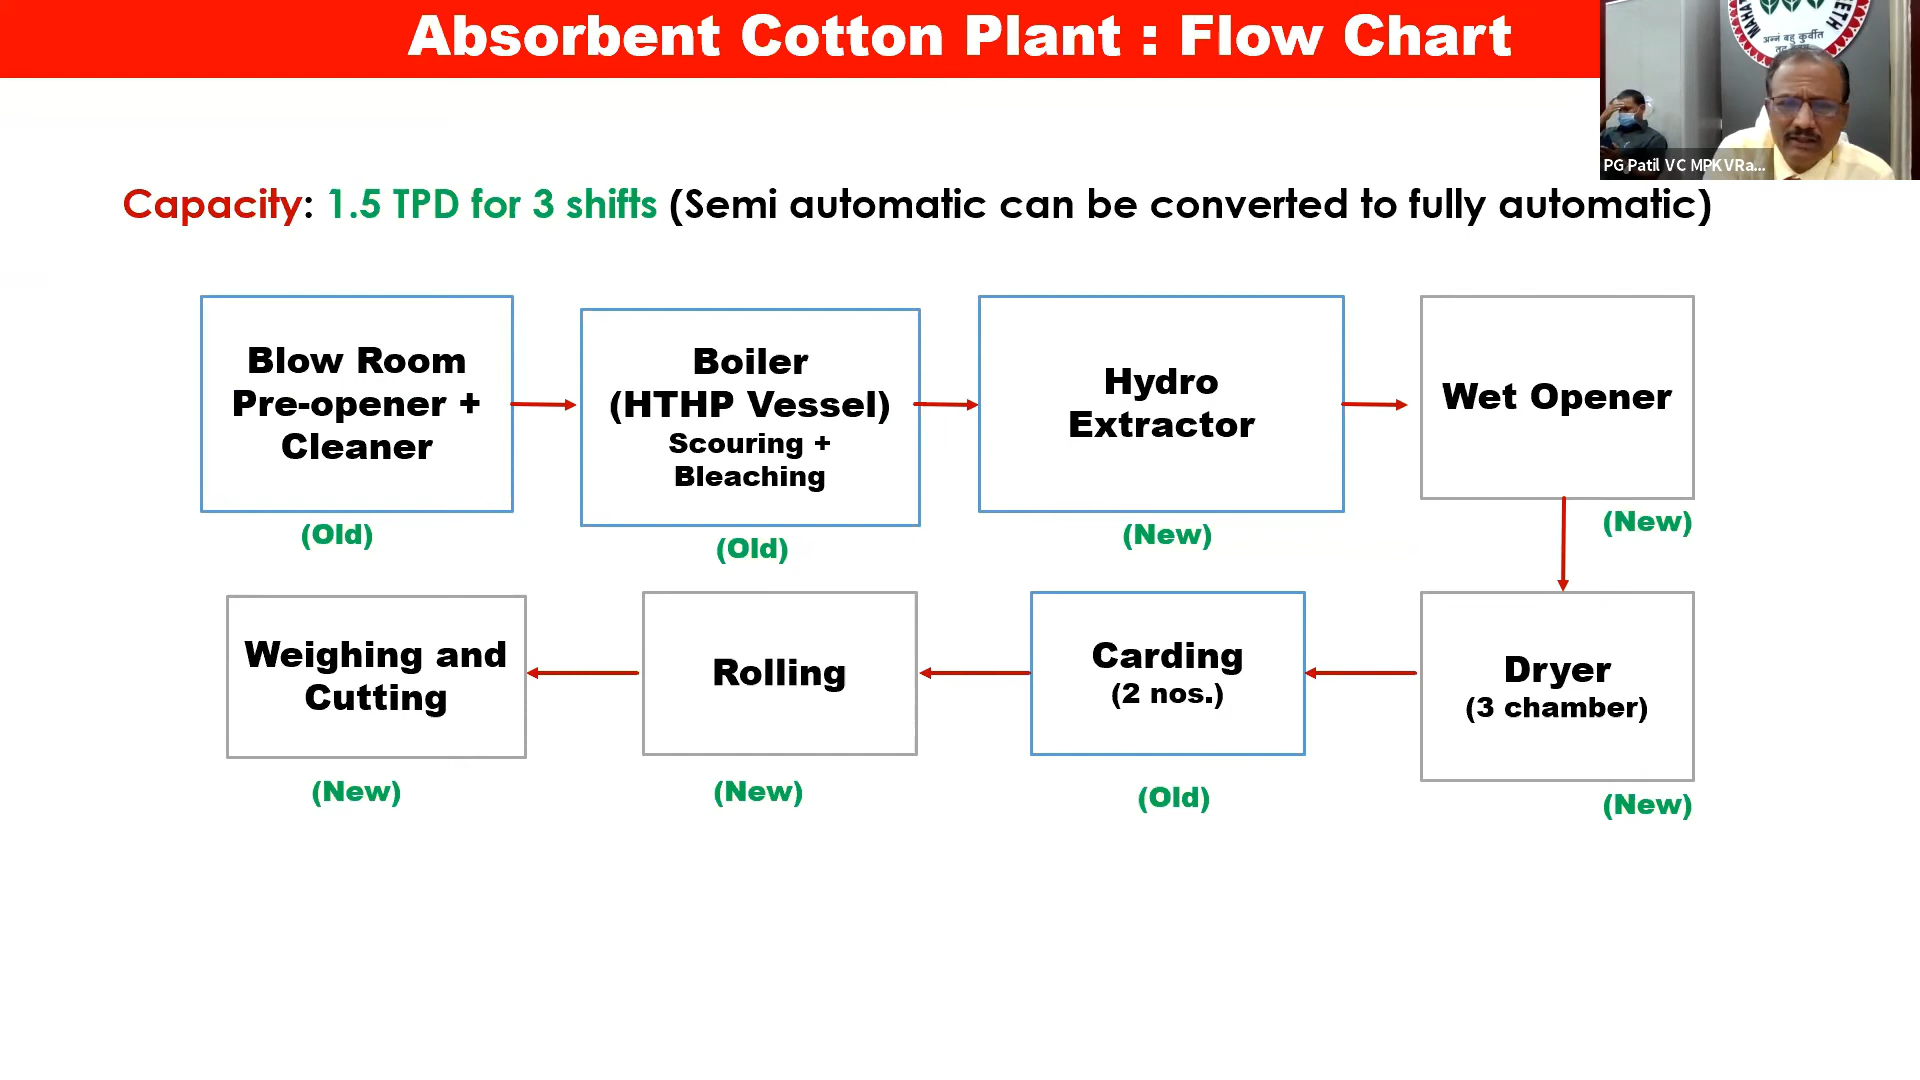 Absorbent Cotton Plant : Flow Chart
अन्नं बहु कुर्वीत
PG Patil VC MPKVRa...
Capacity: 1.5 TPD for 3 shifts (Semi automatic can be converted to fully automatic)
Blow Room
Pre-opener +
Cleaner
(Old)
Boiler
(HTHP Vessel)
Scouring +
Bleaching
(Old)
Hydro
Extractor
(New)
Wet Opener
(New)
Weighing and
Cutting
(New)
Rolling
(New)
Carding
(2 nos.)
(Old)
Dryer
(3 chamber)
(New)